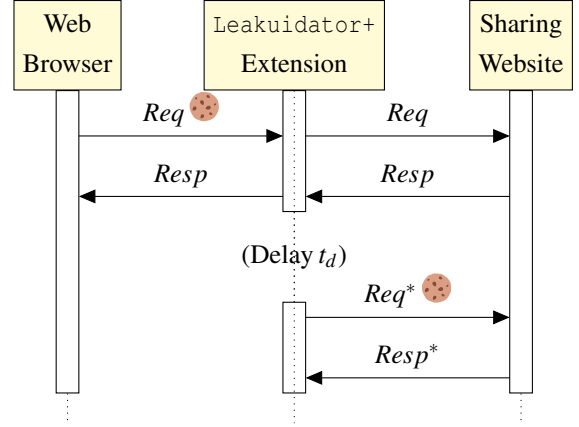 Web Browser
Leakuidator+ Extension
Sharing Website
Req
Req
Resp
Resp
(Delay t_d)
Req*
Resp*